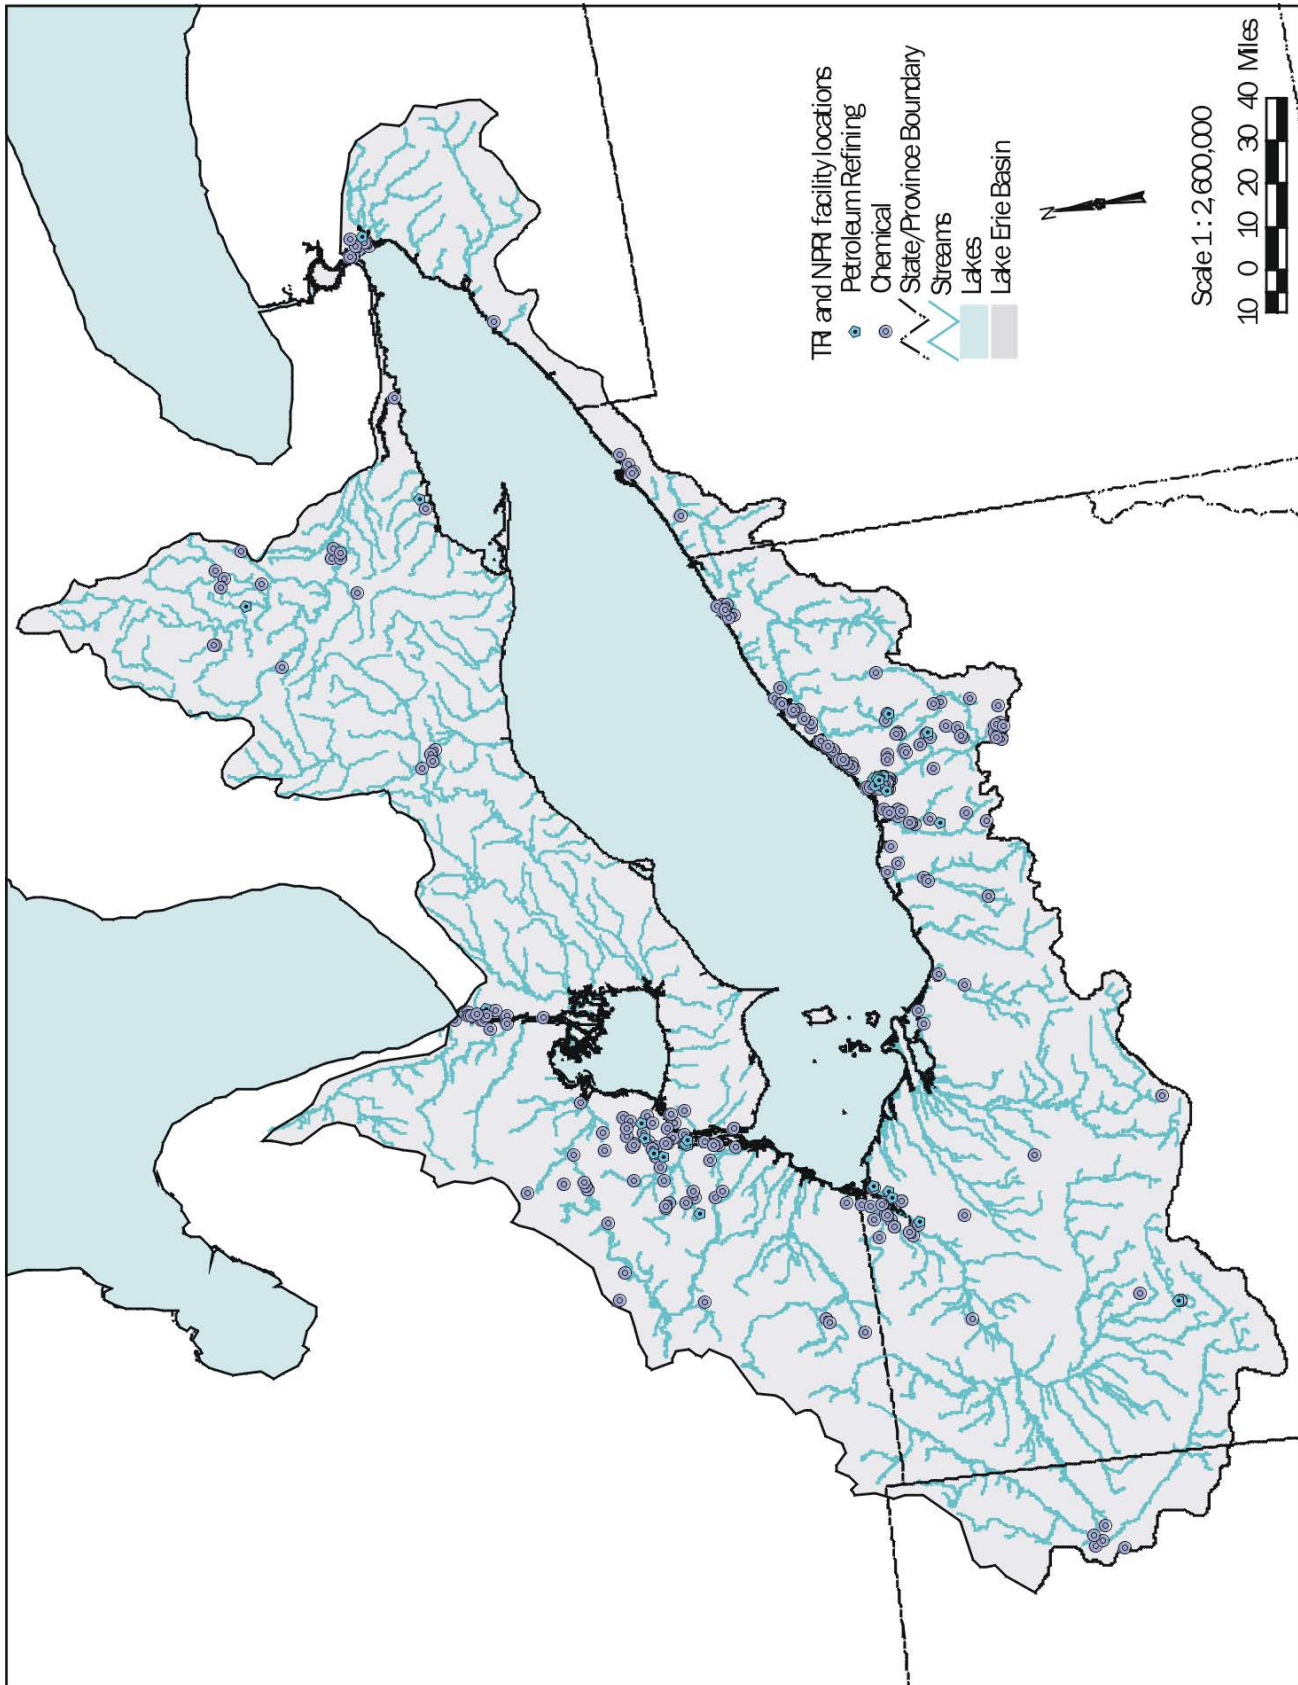 TRI and NPRI facility locations
Petroleum Refining
Chemical
State/Province Boundary
Streams
Lakes
Lake Erie Basin
N
Scale 1 : 2,600,000
10 0 10 20 30 40 Miles